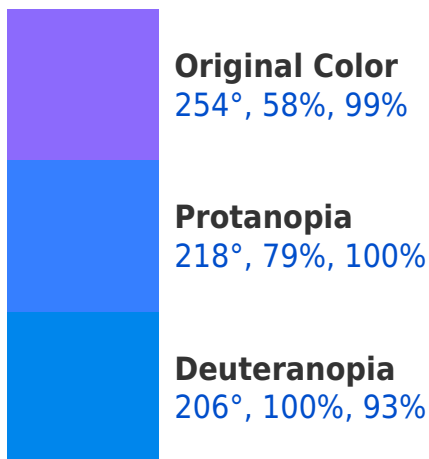 Original Color
254°, 58%, 99%
Protanopia
218°, 79%, 100%
Deuteranopia
206°, 100%, 93%